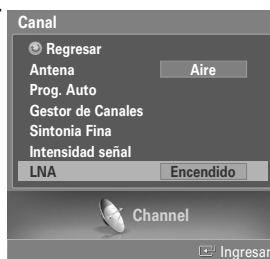 Canal
Regresar
Antena Aire
Prog. Auto
Gestor de Canales
Sintonia Fina
Intensidad señal
LNA Encendido
Channel
Ingresar